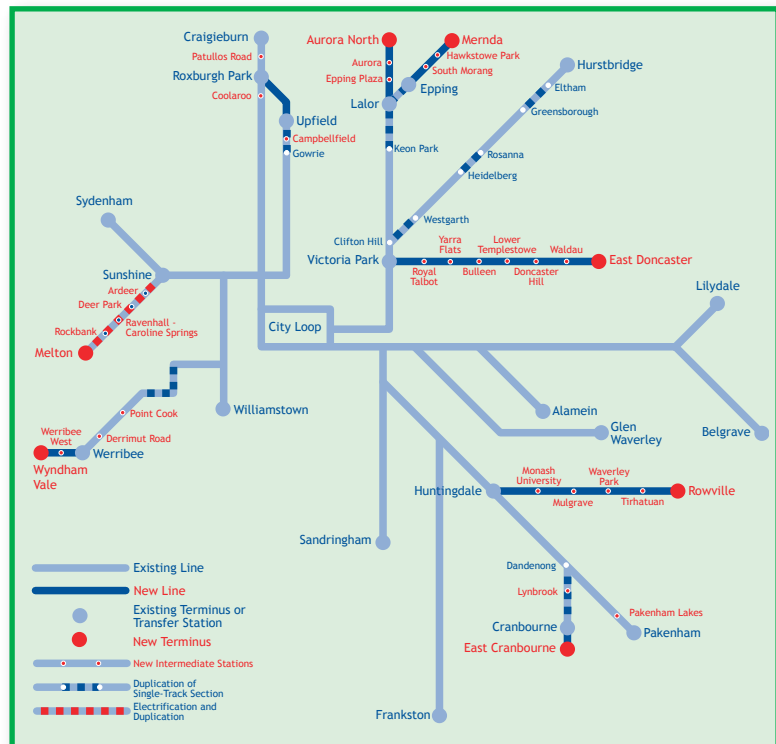 Craigieburn
Patullos Road
Roxburgh Park
Coolaroo
Upfield
Campbellfield
Gowrie
Aurora North
Aurora
Epping Plaza
Lalor
Mernda
Hawkstowe Park
South Morang
Epping
Keon Park
Hurstbridge
Eltham
Greensborough
Rosanna
Heidelberg
Westgarth
Clifton Hill
Victoria Park
Royal
Talbot
Yarra
Flats
Bulleen
Lower
Templestowe
Doncaster
Hill
Waldau
East Doncaster
Sydenham
Sunshine
Ardeer
Deer Park
Ravenhall -
Caroline Springs
Rockbank
Melton
City Loop
Lilydale
Point Cook
Williamstown
Derrimut Road
Werribee
West
Werribee
Wyndham
Vale
Alamein
Glen
Waverley
Belgrave
Huntingdale
Monash
University
Mulgrave
Waverley
Park
Tirhatuan
Rowville
Sandringham
Dandenong
Lynbrook
Cranbourne
East Cranbourne
Pakenham Lakes
Pakenham
Frankston
Existing Line
New Line
Existing Terminus or
Transfer Station
New Terminus
New Intermediate Stations
Duplication of
Single-Track Section
Electrification and
Duplication